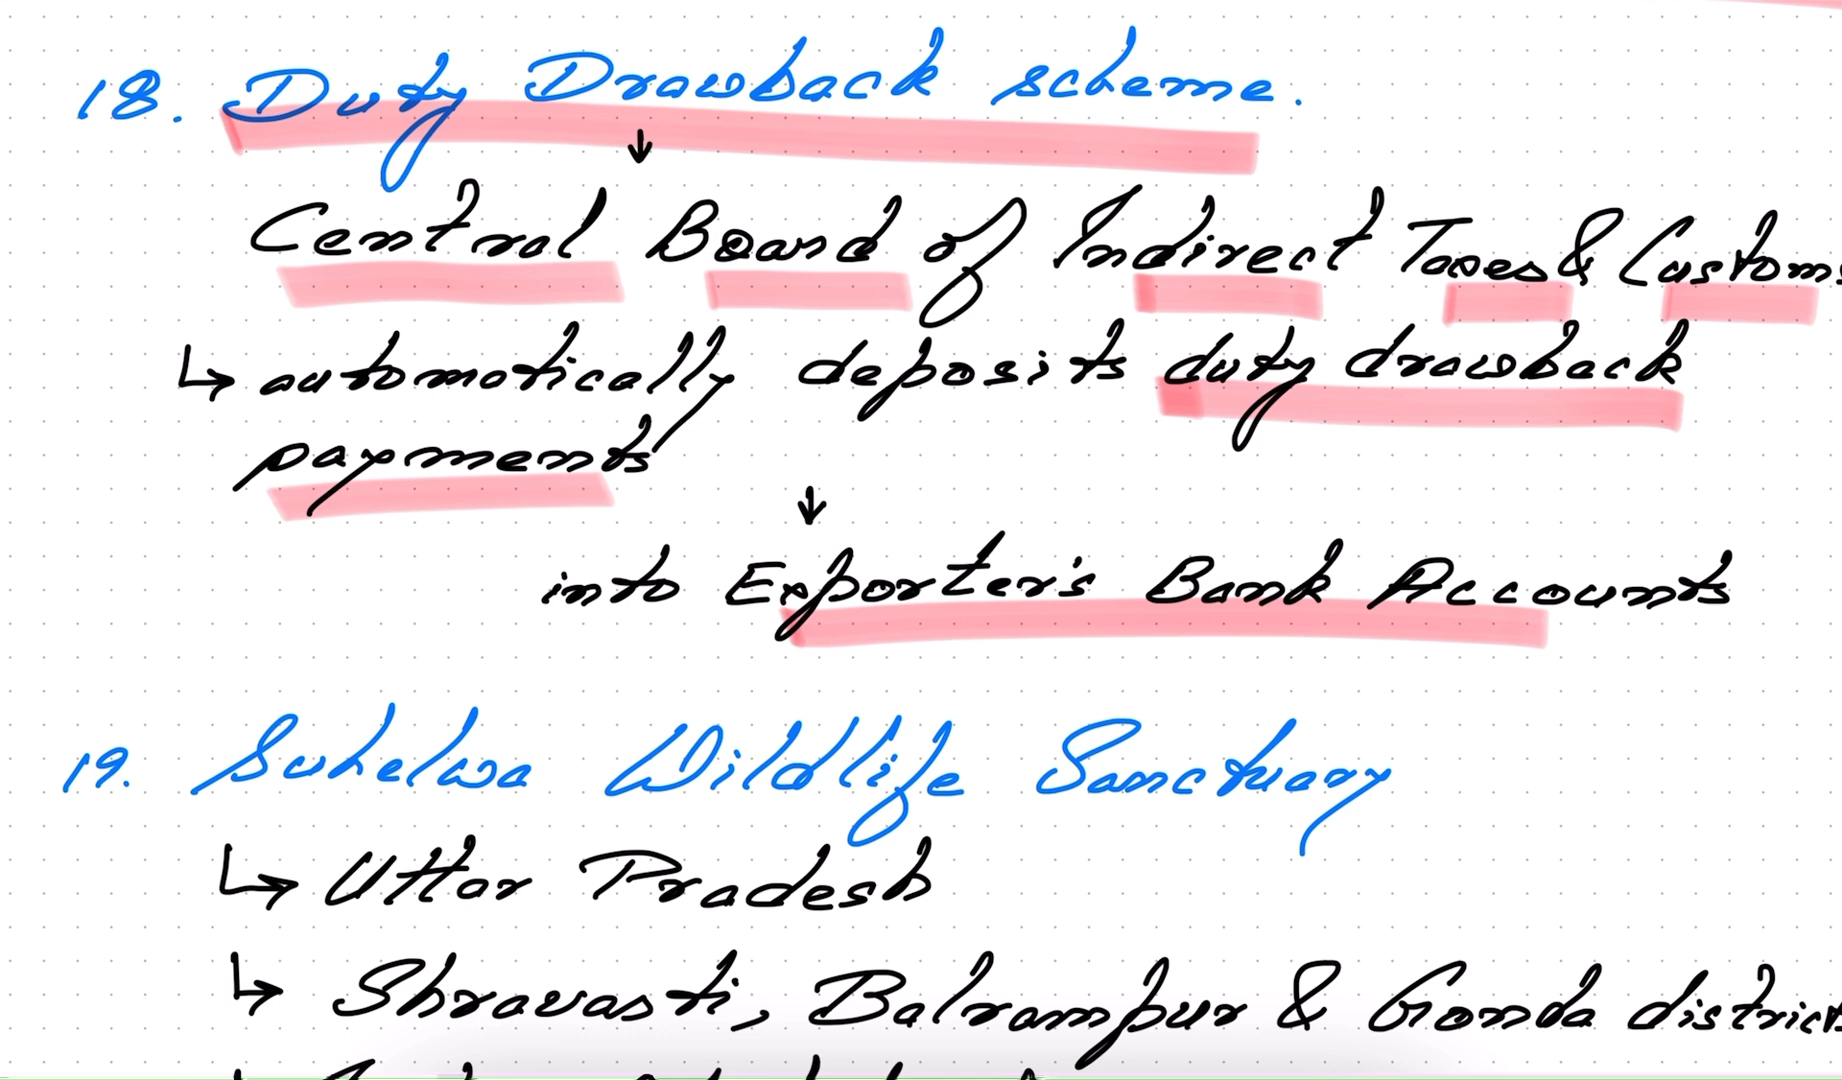 18. Duty Drawback scheme.
↓
Central Board of Indirect Taxes & Customs
↳ automatically deposits duty drawback
payments
↓
into Exporter's Bank Accounts
19. Suhelwa Wildlife Sanctuary
↳ Uttar Pradesh
↳ Shravasti, Balrampur & Gonda district